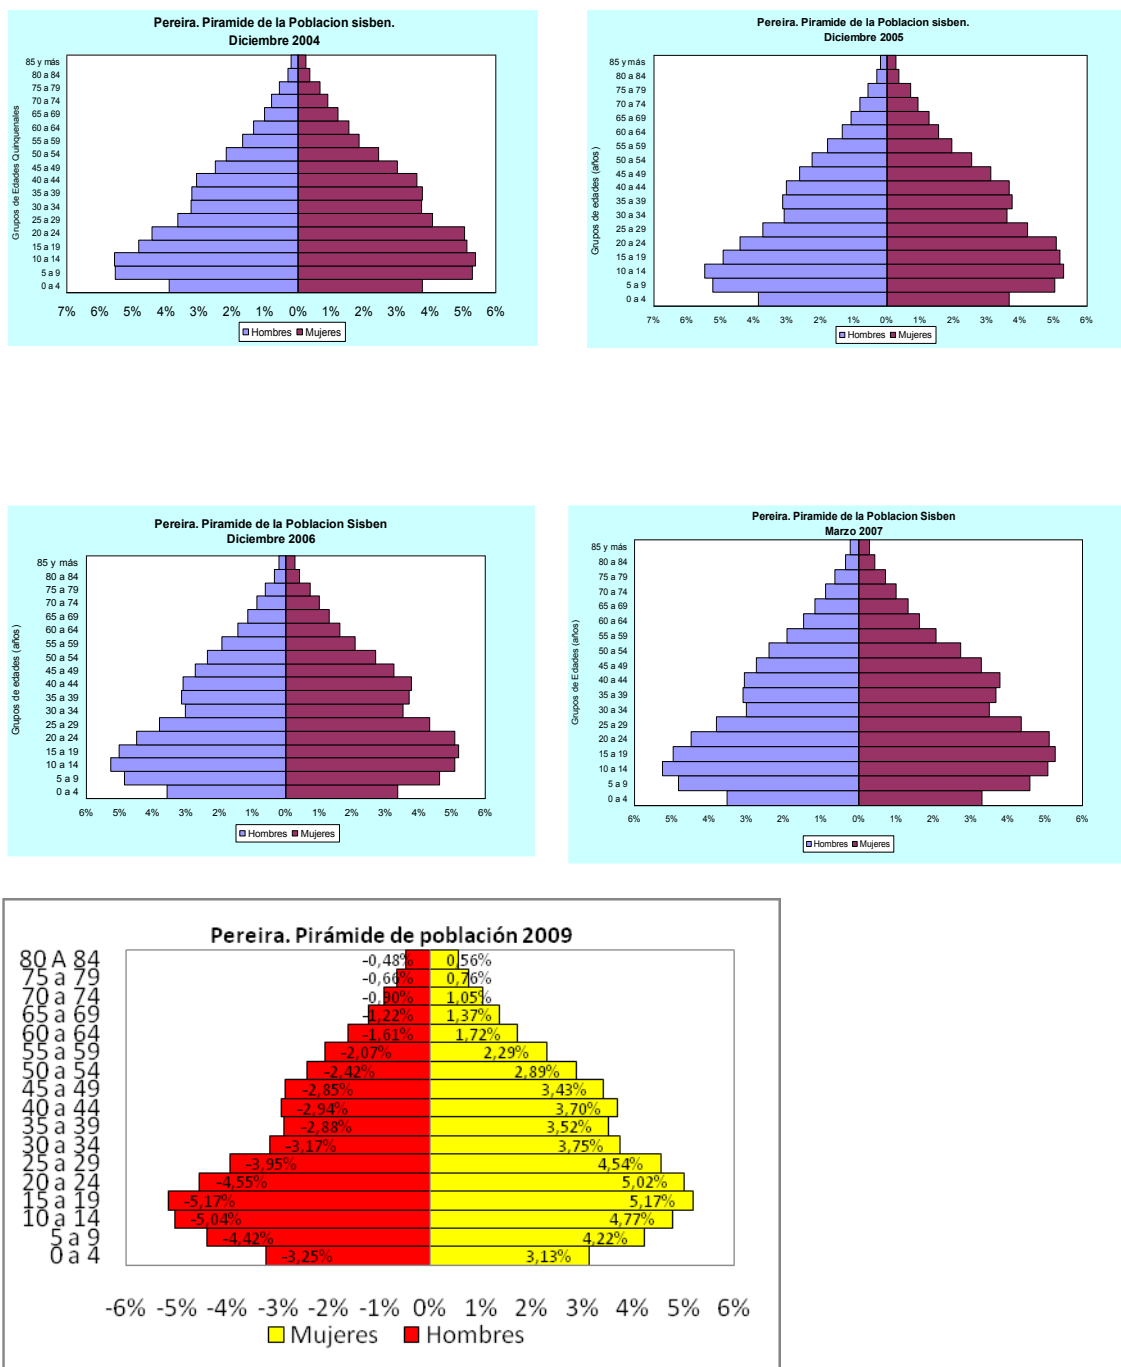 Pereira. Piramide de la Poblacion sisben.
Diciembre 2004
Grupos de Edades Quinquenales
85 y más
80 a 84
75 a 79
70 a 74
65 a 69
60 a 64
55 a 59
50 a 54
45 a 49
40 a 44
35 a 39
30 a 34
25 a 29
20 a 24
15 a 19
10 a 14
5 a 9
0 a 4
7% 6% 5% 4% 3% 2% 1% 0% 1% 2% 3% 4% 5% 6%
Hombres Mujeres
Pereira. Piramide de la Poblacion sisben.
Diciembre 2005
Grupos de edades (años)
85 y más
80 a 84
75 a 79
70 a 74
65 a 69
60 a 64
55 a 59
50 a 54
45 a 49
40 a 44
35 a 39
30 a 34
25 a 29
20 a 24
15 a 19
10 a 14
5 a 9
0 a 4
7% 6% 5% 4% 3% 2% 1% 0% 1% 2% 3% 4% 5% 6%
Hombres Mujeres
Pereira. Piramide de la Poblacion Sisben
Diciembre 2006
Grupos de edades (años)
85 y más
80 a 84
75 a 79
70 a 74
65 a 69
60 a 64
55 a 59
50 a 54
45 a 49
40 a 44
35 a 39
30 a 34
25 a 29
20 a 24
15 a 19
10 a 14
5 a 9
0 a 4
6% 5% 4% 3% 2% 1% 0% 1% 2% 3% 4% 5% 6%
Hombres Mujeres
Pereira. Piramide de la Poblacion Sisben
Marzo 2007
Grupos de Edades (años)
85 y más
80 a 84
75 a 79
70 a 74
65 a 69
60 a 64
55 a 59
50 a 54
45 a 49
40 a 44
35 a 39
30 a 34
25 a 29
20 a 24
15 a 19
10 a 14
5 a 9
0 a 4
6% 5% 4% 3% 2% 1% 0% 1% 2% 3% 4% 5% 6%
Hombres Mujeres
Pereira. Pirámide de población 2009
80 A 84 -0,48% 0,56%
75 a 79 -0,66% 0,76%
70 a 74 -0,90% 1,05%
65 a 69 -1,22% 1,37%
60 a 64 -1,61% 1,72%
55 a 59 -2,07% 2,29%
50 a 54 -2,42% 2,89%
45 a 49 -2,85% 3,43%
40 a 44 -2,94% 3,70%
35 a 39 -2,88% 3,52%
30 a 34 -3,17% 3,75%
25 a 29 -3,95% 4,54%
20 a 24 -4,55% 5,02%
15 a 19 -5,17% 5,17%
10 a 14 -5,04% 4,77%
5 a 9 -4,42% 4,22%
0 a 4 -3,25% 3,13%
-6% -5% -4% -3% -2% -1% 0% 1% 2% 3% 4% 5% 6%
Mujeres Hombres